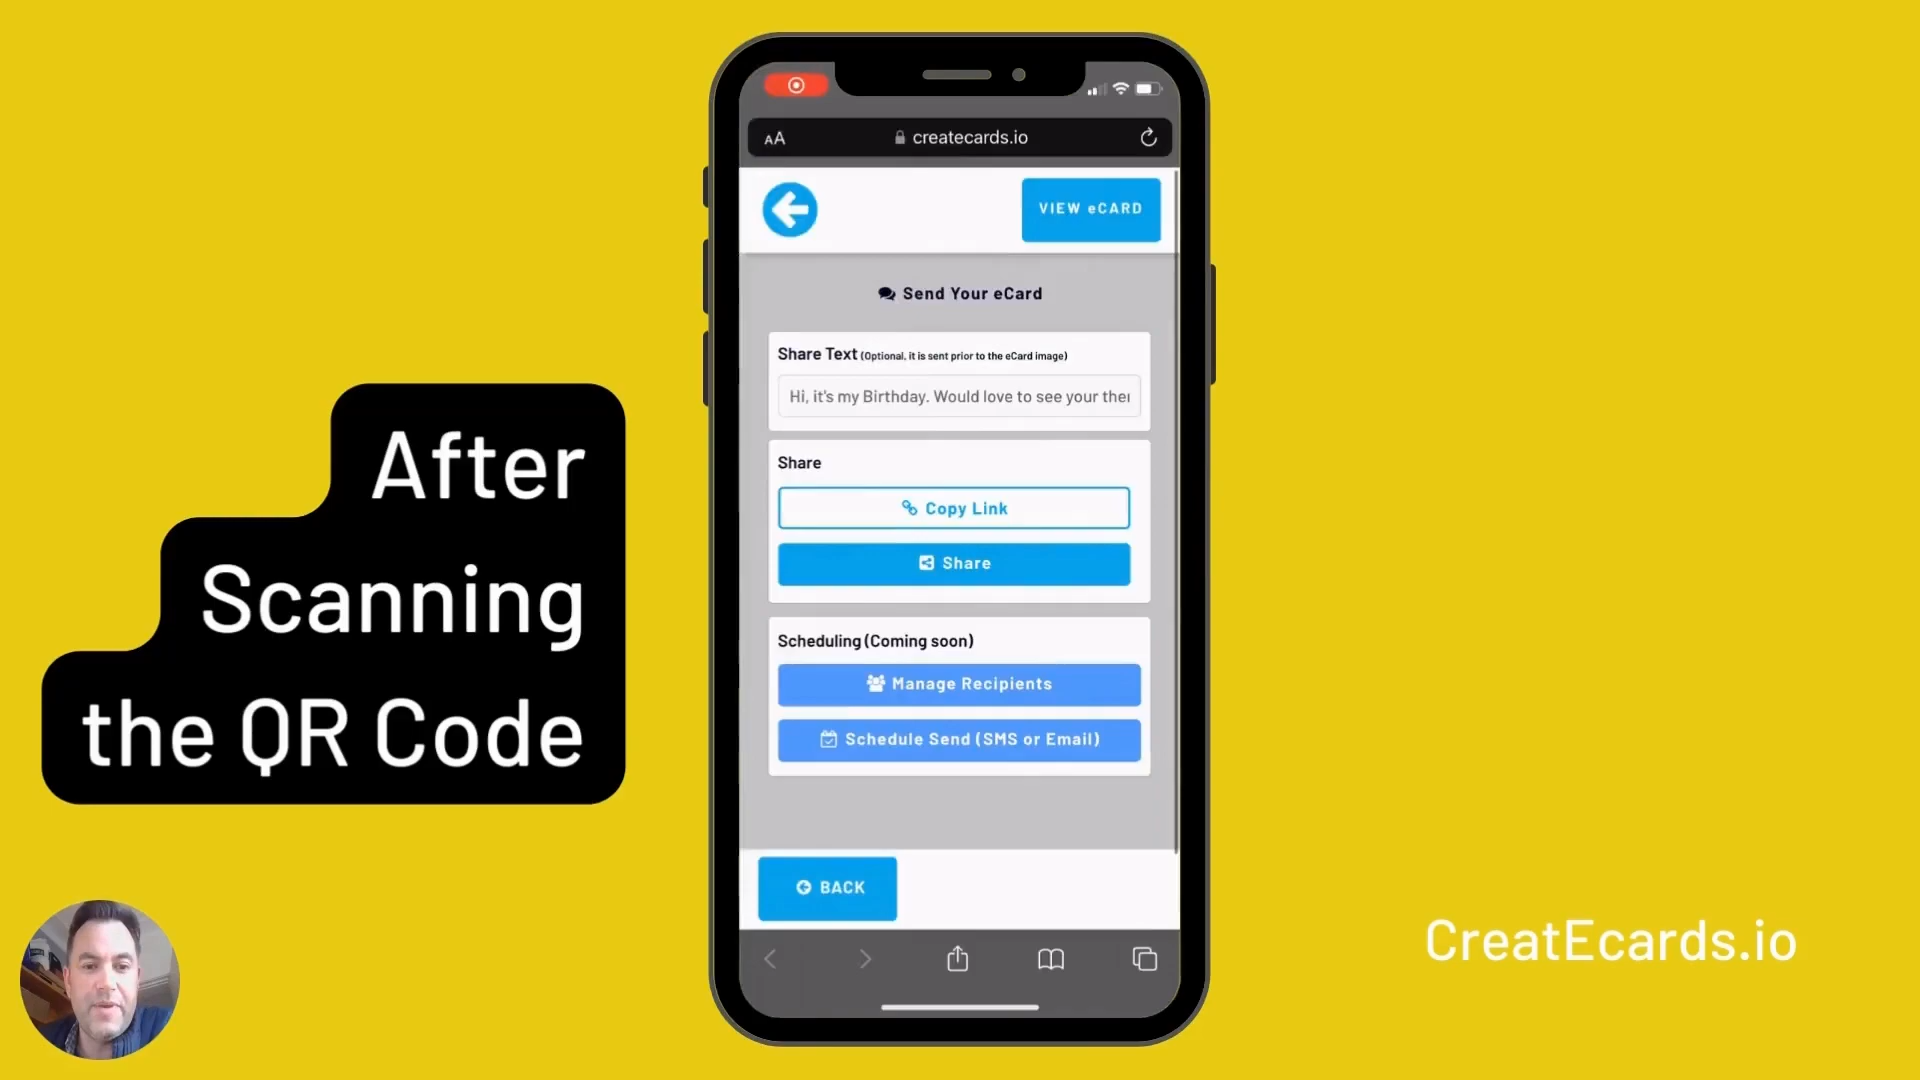 After
Scanning
the QR Code
AA
createcards.io
VIEW eCARD
Send Your eCard
Share Text (Optional, it is sent prior to the eCard image)
Hi, it's my Birthday. Would love to see your ther
Share
Copy Link
Share
Scheduling (Coming soon)
Manage Recipients
Schedule Send (SMS or Email)
BACK
CreatEcards.io